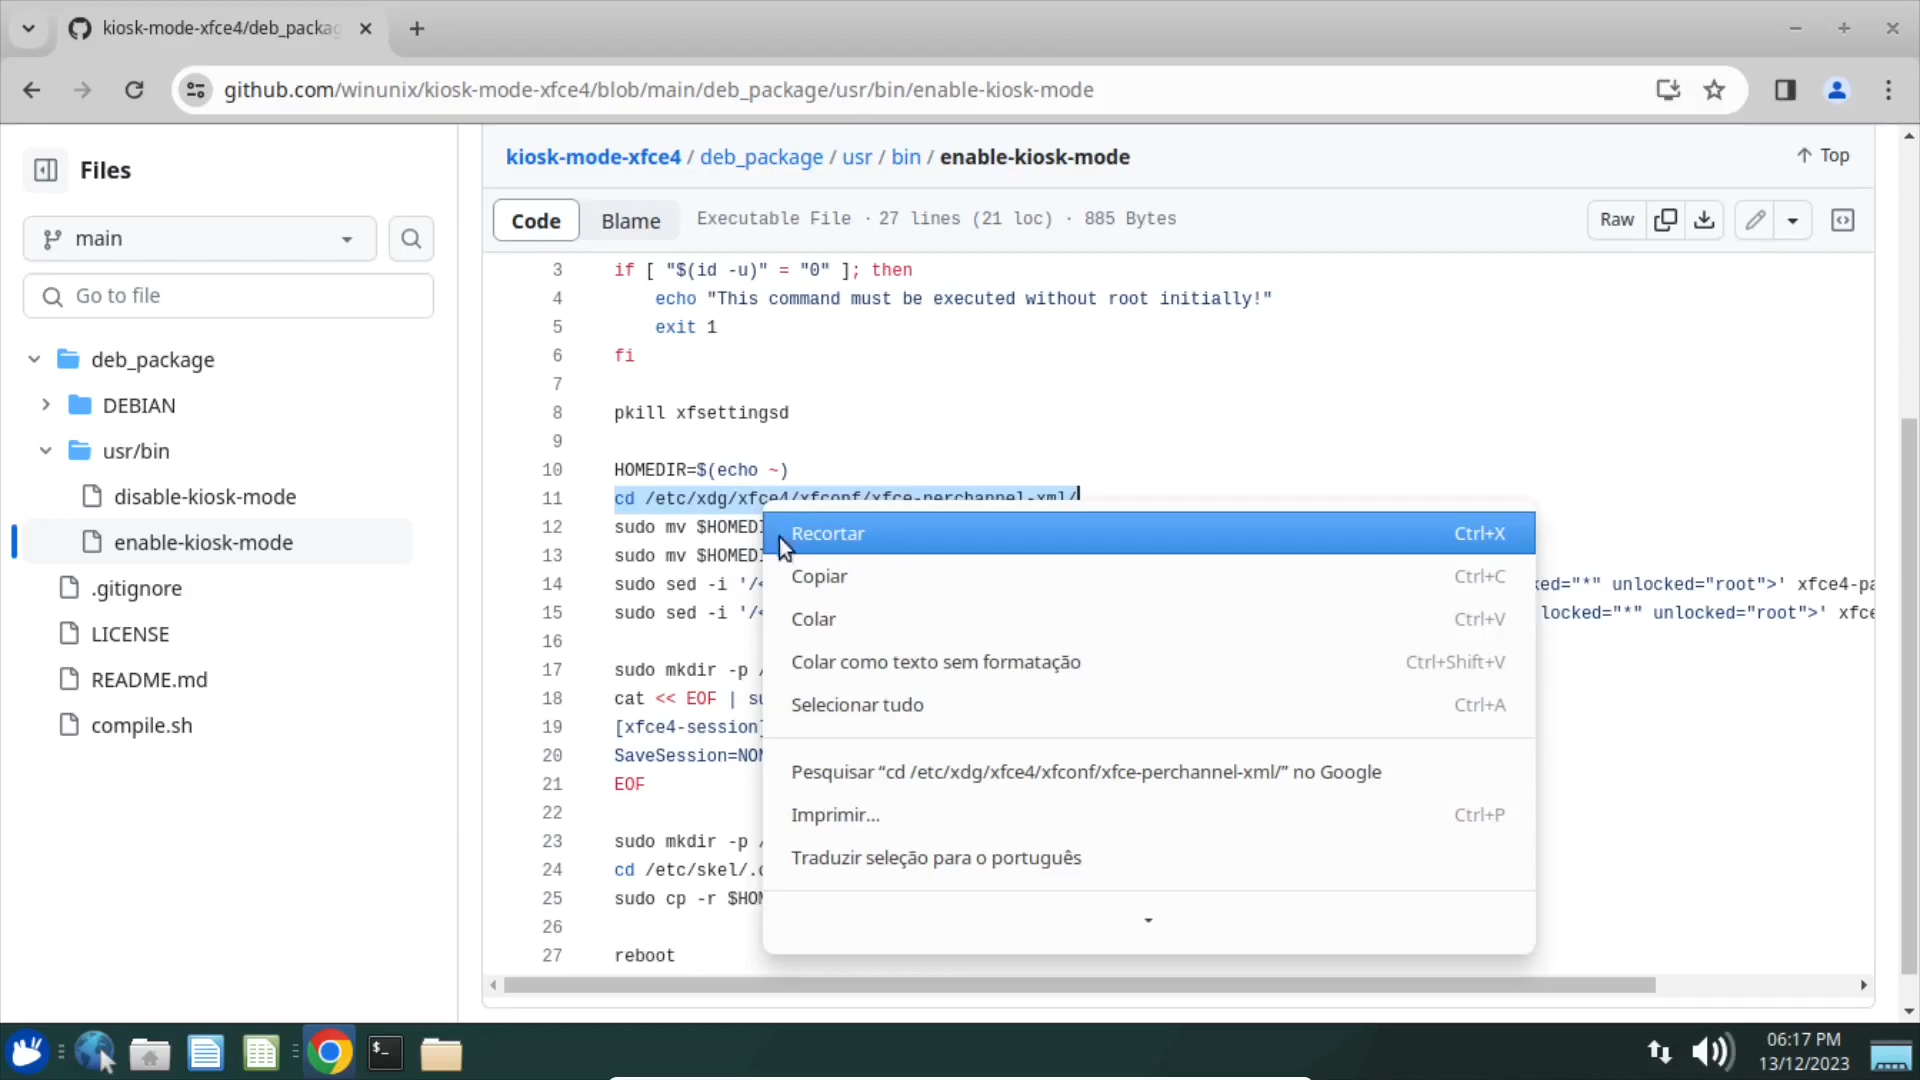 kiosk-mode-xfce4/deb_packag
github.com/winunix/kiosk-mode-xfce4/blob/main/deb_package/usr/bin/enable-kiosk-mode
Files
main
Go to file
deb_package
DEBIAN
usr/bin
disable-kiosk-mode
enable-kiosk-mode
.gitignore
LICENSE
README.md
compile.sh
kiosk-mode-xfce4 / deb_package / usr / bin / enable-kiosk-mode
Top
Code Blame Executable File · 27 lines (21 loc) · 885 Bytes Raw
3 if [ "$(id -u)" = "0" ]; then
4 echo "This command must be executed without root initially!"
5 exit 1
6 fi
7
8 pkill xfsettingsd
9
10 HOMEDIR=$(echo ~)
11 cd /etc/xdg/xfce4/xfconf/xfce-perchannel-xml/
12 sudo mv $HOMEDI
13 sudo mv $HOMEDI
14 sudo sed -i '/< ked="*" unlocked="root">' xfce4-pa
15 sudo sed -i '/< locked="*" unlocked="root">' xfce
16
17 sudo mkdir -p /
18 cat << EOF | su
19 [xfce4-session]
20 SaveSession=NON
21 EOF
22
23 sudo mkdir -p /
24 cd /etc/skel/.c
25 sudo cp -r $HOM
26
27 reboot
Recortar Ctrl+X
Copiar Ctrl+C
Colar Ctrl+V
Colar como texto sem formatação Ctrl+Shift+V
Selecionar tudo Ctrl+A
Pesquisar “cd /etc/xdg/xfce4/xfconf/xfce-perchannel-xml/” no Google
Imprimir... Ctrl+P
Traduzir seleção para o português
06:17 PM
13/12/2023